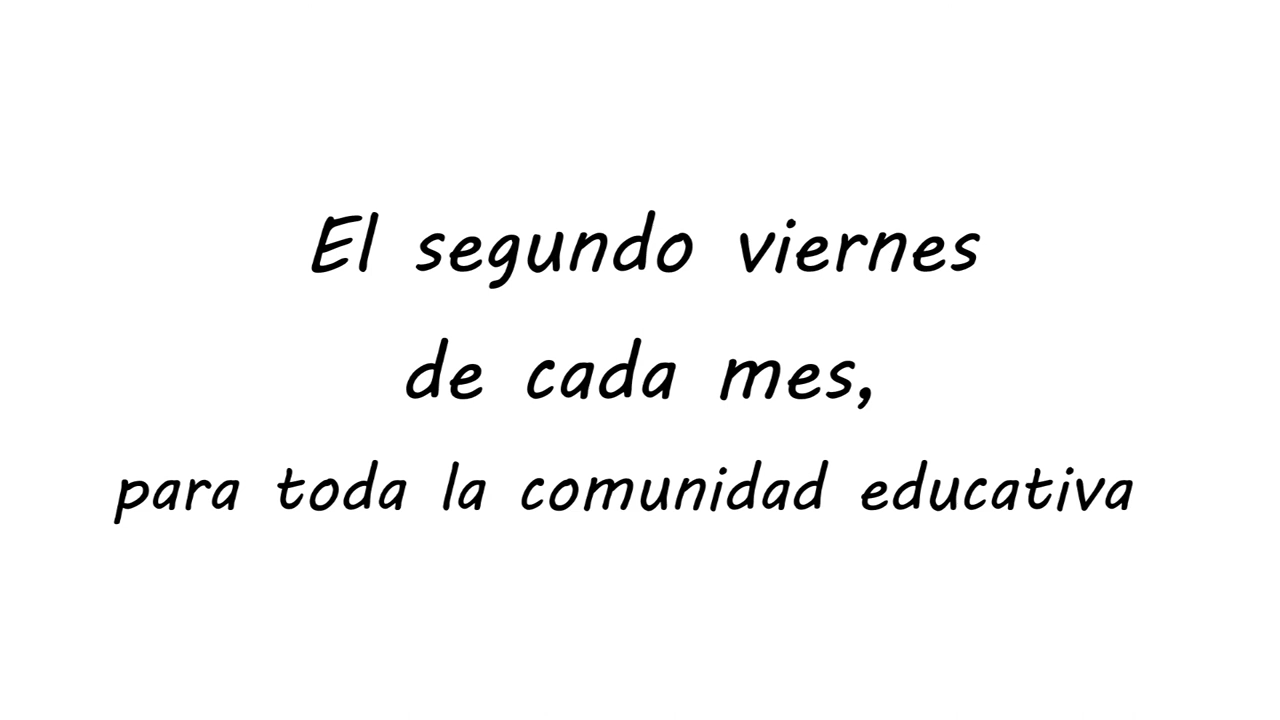 El segundo viernes
de cada mes,
para toda la comunidad educativa